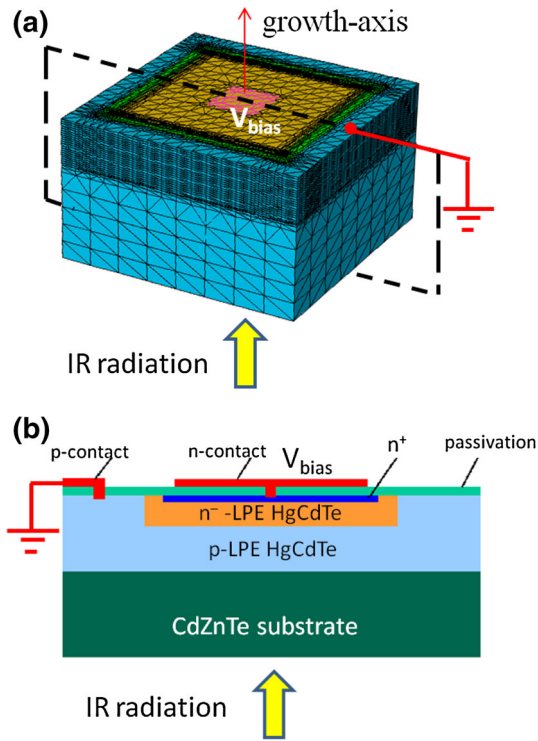 (a)
growth-axis
V_bias
IR radiation
(b)
p-contact
n-contact
V_bias
n⁺
passivation
n⁻ -LPE HgCdTe
p-LPE HgCdTe
CdZnTe substrate
IR radiation